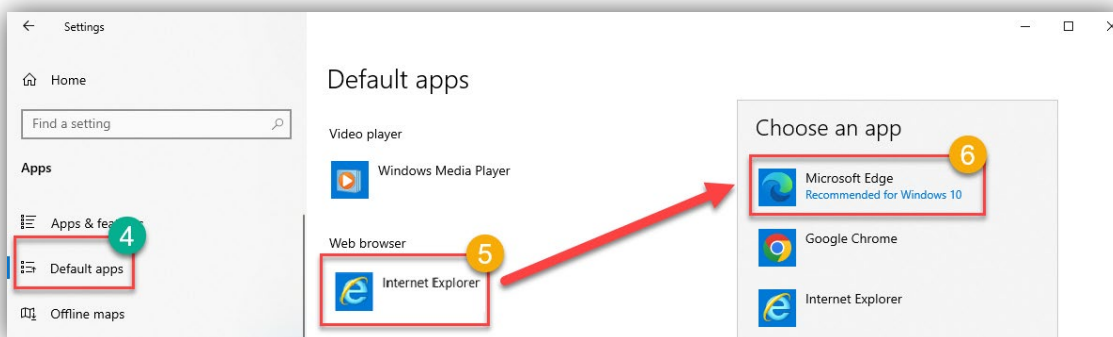 Settings
Home
Find a setting
Apps
Apps & fea
4
Default apps
Offline maps
Default apps
Video player
Windows Media Player
Web browser
5
Internet Explorer
Choose an app
6
Microsoft Edge
Recommended for Windows 10
Google Chrome
Internet Explorer